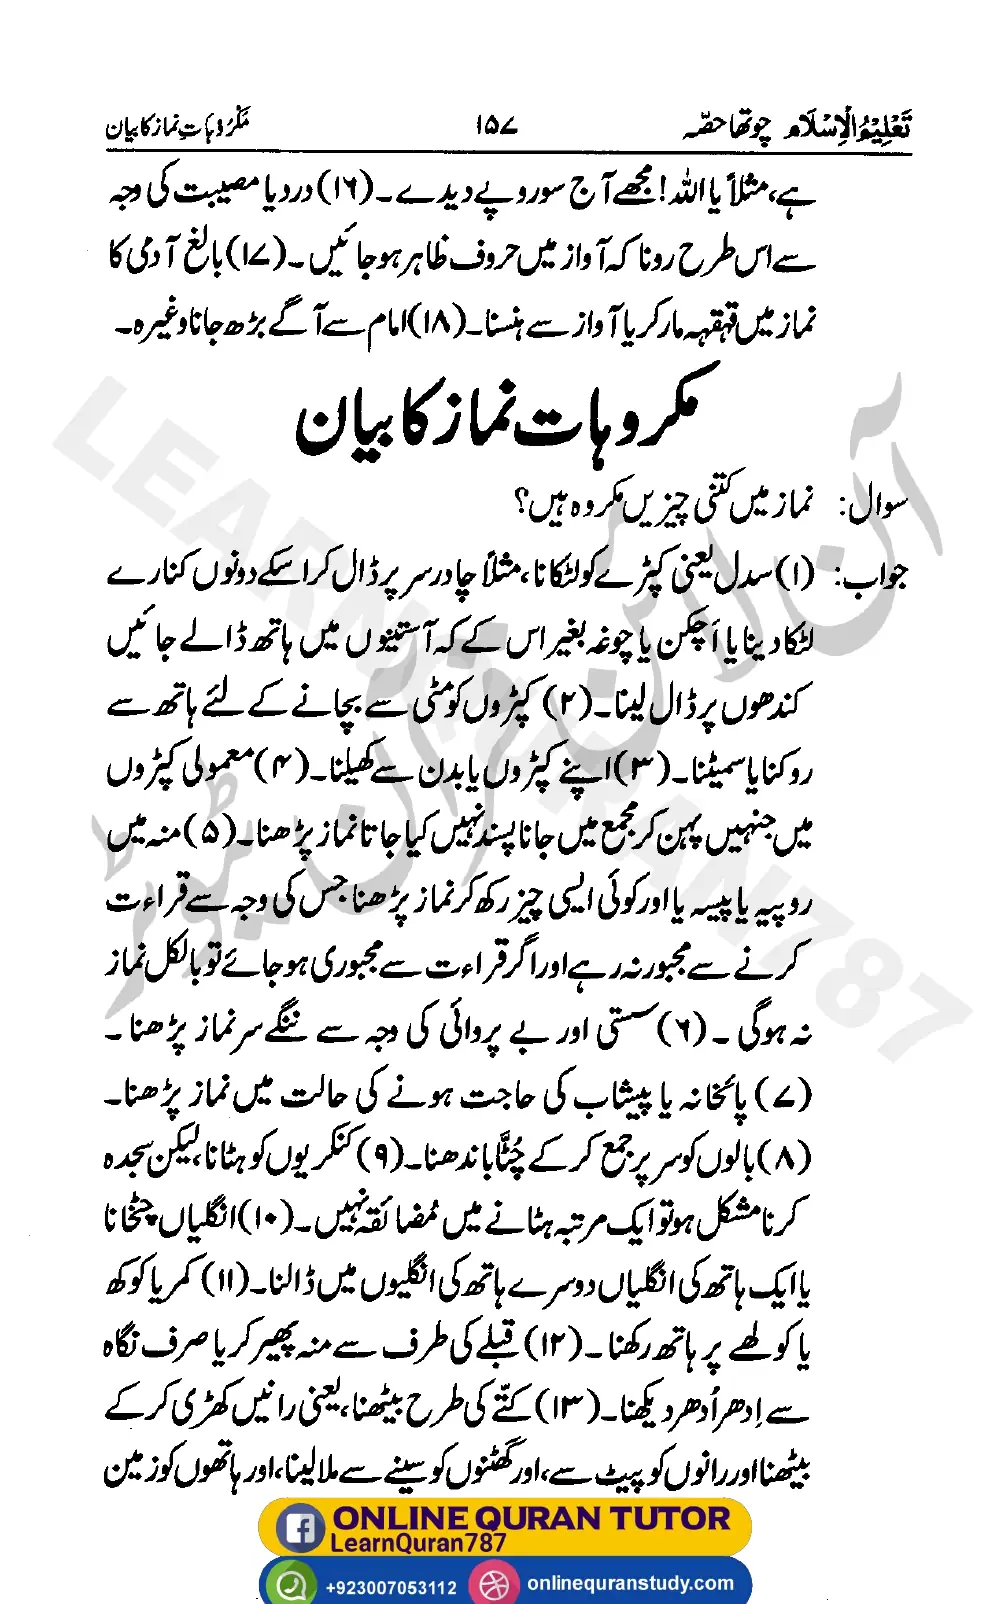 تَعْلِیْمُ الْاِسْلَام چوتھا حصّہ
۱۵۷
مَکْرُوْہَاتِ نماز کا بیان
ہے، مثلاً یا اللہ! مجھے آج سو روپے دیدے۔ (۱۶) درد یا مصیبت کی وجہ
سے اس طرح رونا کہ آواز میں حروف ظاہر ہو جائیں۔ (۱۷) بالغ آدمی کا
نماز میں قہقہہ مار کر یا آواز سے ہنسنا۔ (۱۸) امام سے آگے بڑھ جانا وغیرہ۔
مکروہات نماز کا بیان
سوال: نماز میں کتنی چیزیں مکروہ ہیں؟
جواب: (۱) سدل یعنی کپڑے کو لٹکانا، مثلاً چادر سر پر ڈال کر اسکے دونوں کنارے
لٹکا دینا یا اَچکن یا چوغہ بغیر اس کے کہ آستینوں میں ہاتھ ڈالے جائیں
کندھوں پر ڈال لینا۔ (۲) کپڑوں کو مٹی سے بچانے کے لئے ہاتھ سے
روکنا یا سمیٹنا۔ (۳) اپنے کپڑوں یا بدن سے کھیلنا۔ (۴) معمولی کپڑوں
میں جنہیں پہن کر مجمع میں جانا پسند نہیں کیا جاتا نماز پڑھنا۔ (۵) منہ میں
روپیہ یا پیسہ یا اور کوئی ایسی چیز رکھ کر نماز پڑھنا جس کی وجہ سے قراءت
کرنے سے مجبور نہ رہے اور اگر قراءت سے مجبوری ہو جائے تو بالکل نماز
نہ ہوگی ۔ (۶) سستی اور بے پروائی کی وجہ سے ننگے سر نماز پڑھنا ۔
(۷) پائخانہ یا پیشاب کی حاجت ہونے کی حالت میں نماز پڑھنا۔
(۸) بالوں کو سر پر جمع کر کے چُٹّا باندھنا۔ (۹) کنکریوں کو ہٹانا، لیکن سجدہ
کرنا مشکل ہو تو ایک مرتبہ ہٹانے میں مُضائقہ نہیں۔ (۱۰) انگلیاں چٹخانا
یا ایک ہاتھ کی انگلیاں دوسرے ہاتھ کی انگلیوں میں ڈالنا۔ (۱۱) کمر یا کوکھ
یا کولھے پر ہاتھ رکھنا ۔ (۱۲) قبلے کی طرف سے منہ پھیر کر یا صرف نگاہ
سے اِدھر اُدھر دیکھنا۔ (۱۳) کتّے کی طرح بیٹھنا، یعنی رانیں کھڑی کر کے
بیٹھنا اور رانوں کو پیٹ سے، اور گھٹنوں کو سینے سے ملا لینا، اور ہاتھوں کو زمین
LEARNQURAN787
آن لائن قرآن ٹیوٹر
ONLINE QURAN TUTOR
LearnQuran787
+923007053112
onlinequranstudy.com